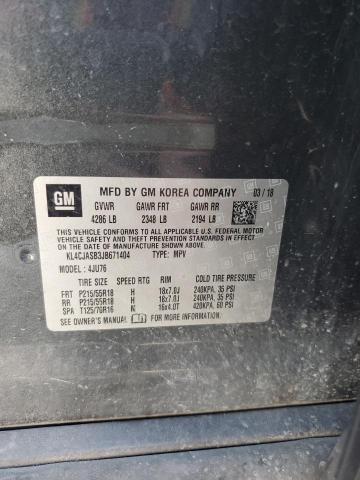 GM
MFD BY GM KOREA COMPANY 03/18
GVWR GAWR FRT GAWR RR
4286 LB 2348 LB 2194 LB
THIS VEHICLE CONFORMS TO ALL APPLICABLE U.S. FEDERAL
MOTOR VEHICLE SAFETY AND THEFT PREVENTION STANDARDS
IN EFFECT ON THE DATE OF MANUFACTURE SHOWN ABOVE.
KL4CJASB3JB671404 TYPE: MPV
MODEL: 4JU76
TIRE SIZE SPEED RTG RIM COLD TIRE PRESSURE
FRT P215/55R18 H 18x7.0J 240KPA, 35 PSI
RR P215/55R18 H 18x7.0J 240KPA, 35 PSI
SPA T125/70R16 N 16x4.0T 420KPA, 60 PSI
SEE OWNER'S MANUAL FOR MORE INFORMATION.